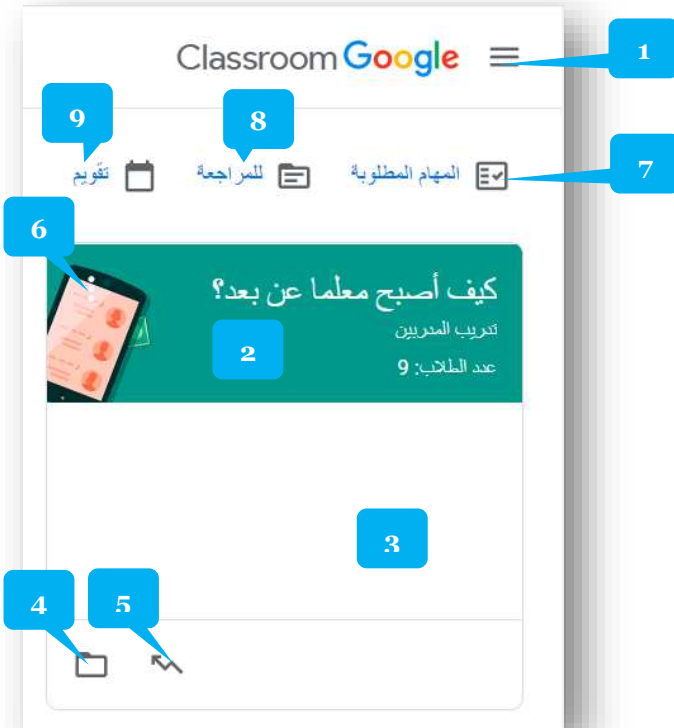 Classroom Google
1
9
8
7
المهام المطلوبة
للمراجعة
تقويم
6
كيف أصبح معلما عن بعد؟
تدريب المدربين
عدد الطلاب: 9
2
3
4
5